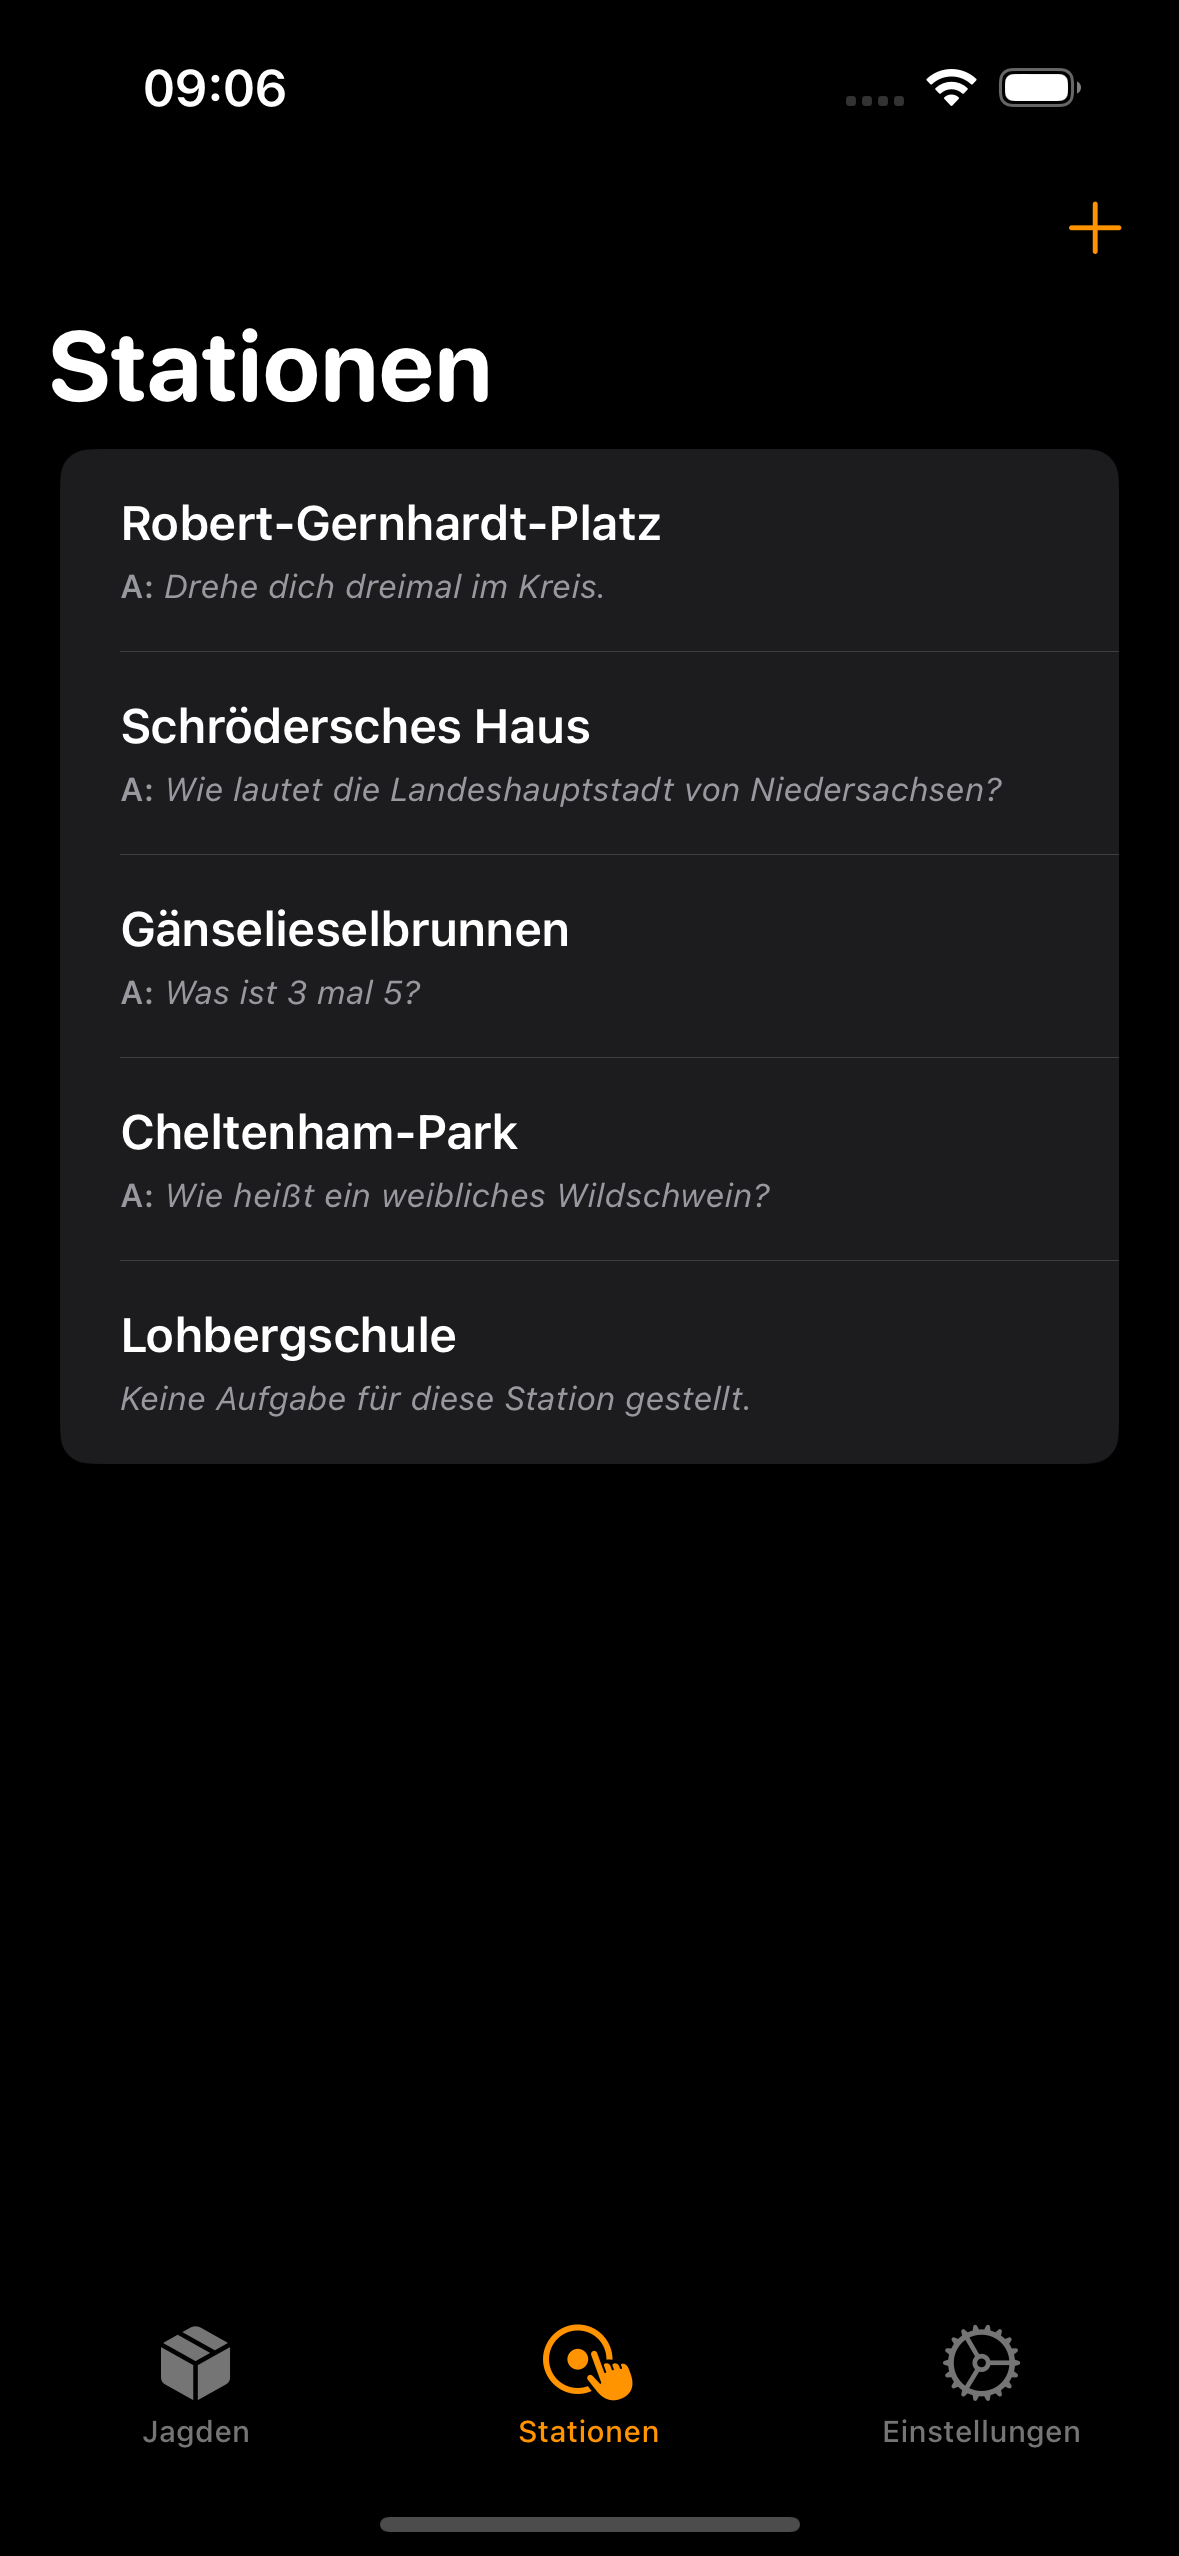 09:06
Stationen
Robert-Gernhardt-Platz
A: Drehe dich dreimal im Kreis.
Schrödersches Haus
A: Wie lautet die Landeshauptstadt von Niedersachsen?
Gänselieselbrunnen
A: Was ist 3 mal 5?
Cheltenham-Park
A: Wie heißt ein weibliches Wildschwein?
Lohbergschule
Keine Aufgabe für diese Station gestellt.
Jagden
Stationen
Einstellungen